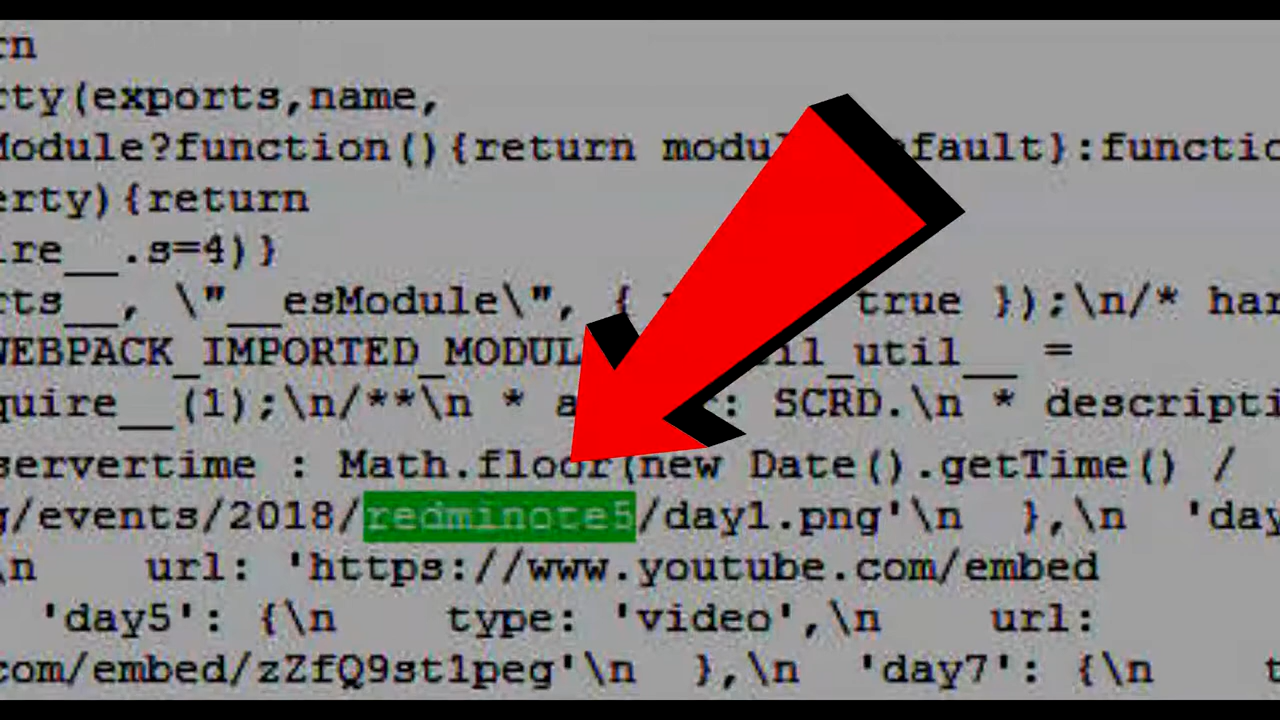 rn
rty(exports,name,
Module?function(){return modu fault}:functio
erty){return
ire__.s=4)}
rts__, \"__esModule\", { true });\n/* har
WEBPACK_IMPORTED_MODUL il_util__ =
quire__(1);\n/**\n * a : SCRD.\n * descripti
servertime : Math.floor(new Date().getTime() /
g/events/2018/redminote5/day1.png'\n },\n 'day
\n url: 'https://www.youtube.com/embed
'day5': {\n type: 'video',\n url:
com/embed/zZfQ9st1peg'\n },\n 'day7': {\n t